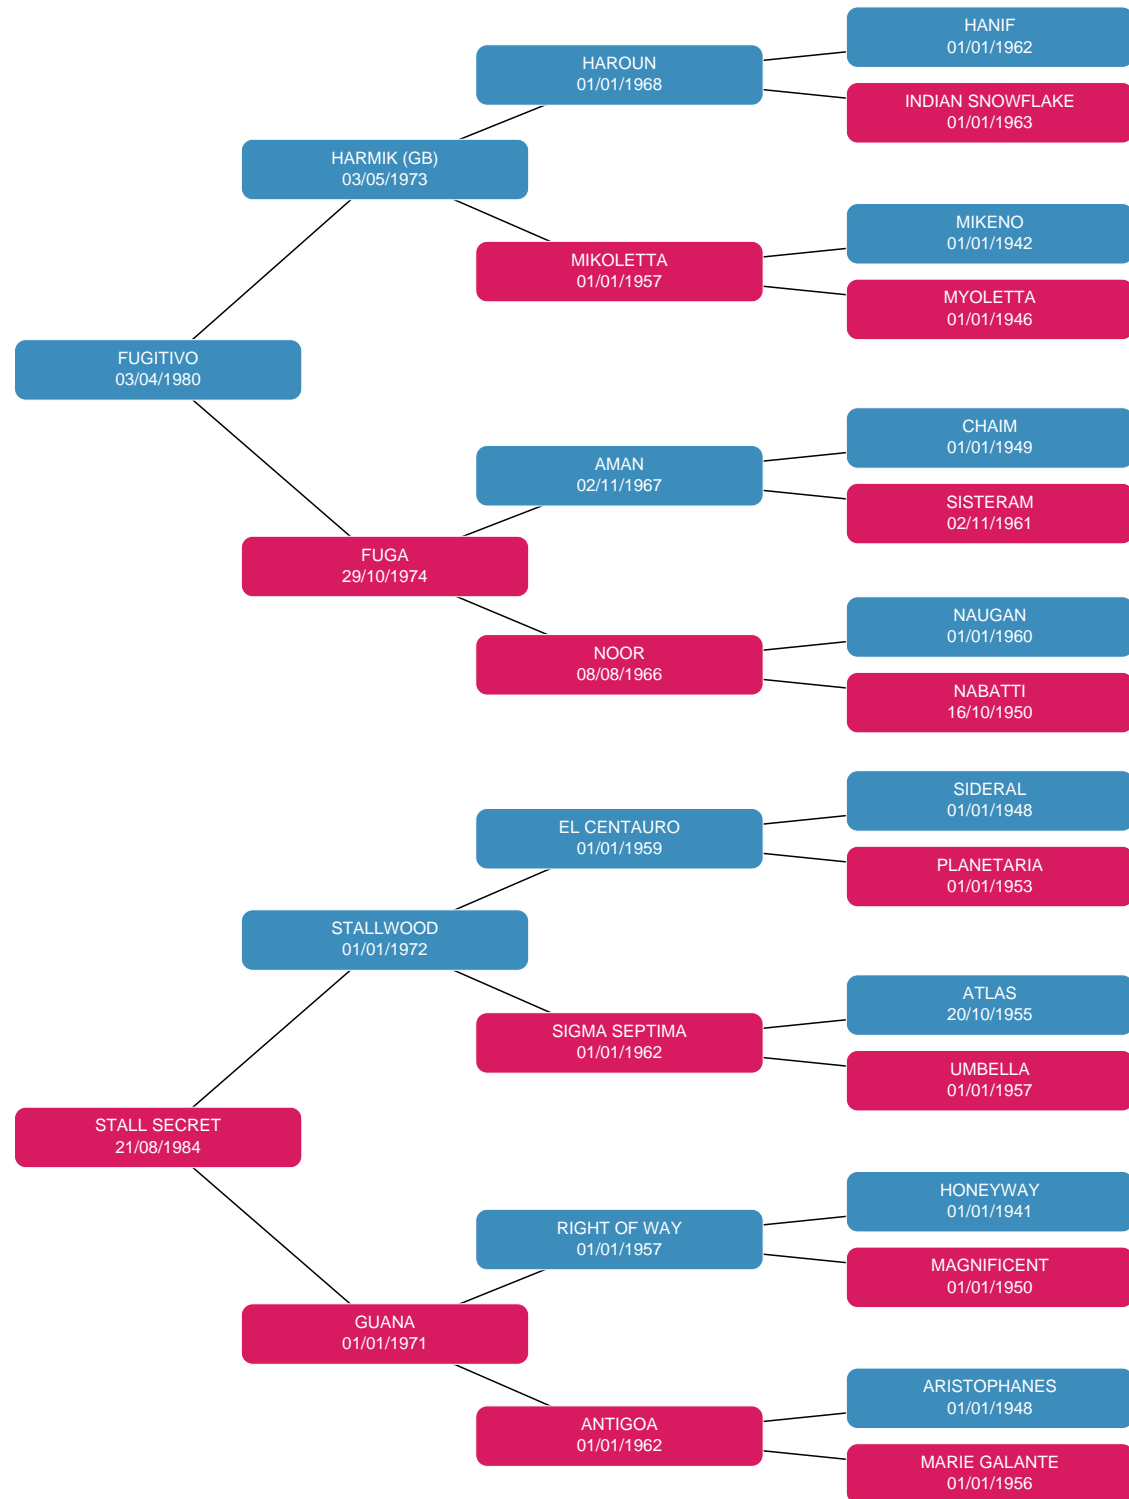 HANIF
01/01/1962
HAROUN
01/01/1968
INDIAN SNOWFLAKE
01/01/1963
HARMIK (GB)
03/05/1973
MIKENO
01/01/1942
MIKOLETTA
01/01/1957
MYOLETTA
01/01/1946
FUGITIVO
03/04/1980
CHAIM
01/01/1949
AMAN
02/11/1967
SISTERAM
02/11/1961
FUGA
29/10/1974
NAUGAN
01/01/1960
NOOR
08/08/1966
NABATTI
16/10/1950
SIDERAL
01/01/1948
EL CENTAURO
01/01/1959
PLANETARIA
01/01/1953
STALLWOOD
01/01/1972
ATLAS
20/10/1955
SIGMA SEPTIMA
01/01/1962
UMBELLA
01/01/1957
STALL SECRET
21/08/1984
HONEYWAY
01/01/1941
RIGHT OF WAY
01/01/1957
MAGNIFICENT
01/01/1950
GUANA
01/01/1971
ARISTOPHANES
01/01/1948
ANTIGOA
01/01/1962
MARIE GALANTE
01/01/1956